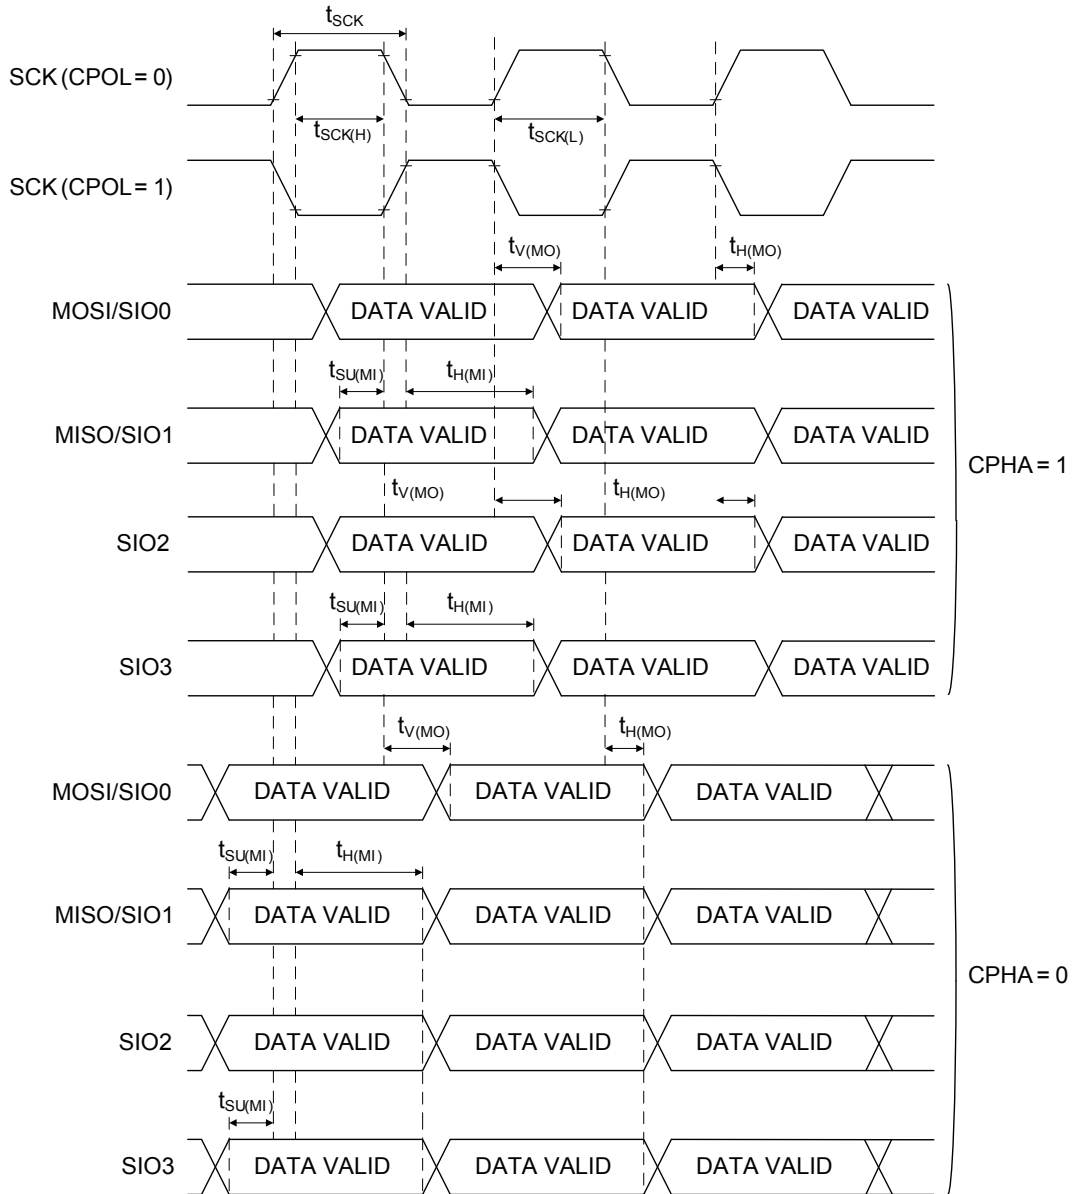 tSCK
SCK (CPOL = 0)
tSCK(H)
tSCK(L)
SCK (CPOL = 1)
tV(MO)
tH(MO)
MOSI/SIO0
DATA VALID
DATA VALID
DATA VALID
tSU(MI)
tH(MI)
MISO/SIO1
DATA VALID
DATA VALID
DATA VALID
CPHA = 1
tV(MO)
tH(MO)
SIO2
DATA VALID
DATA VALID
DATA VALID
tSU(MI)
tH(MI)
SIO3
DATA VALID
DATA VALID
DATA VALID
tV(MO)
tH(MO)
MOSI/SIO0
DATA VALID
DATA VALID
DATA VALID
tSU(MI)
tH(MI)
MISO/SIO1
DATA VALID
DATA VALID
DATA VALID
CPHA = 0
SIO2
DATA VALID
DATA VALID
DATA VALID
tSU(MI)
SIO3
DATA VALID
DATA VALID
DATA VALID